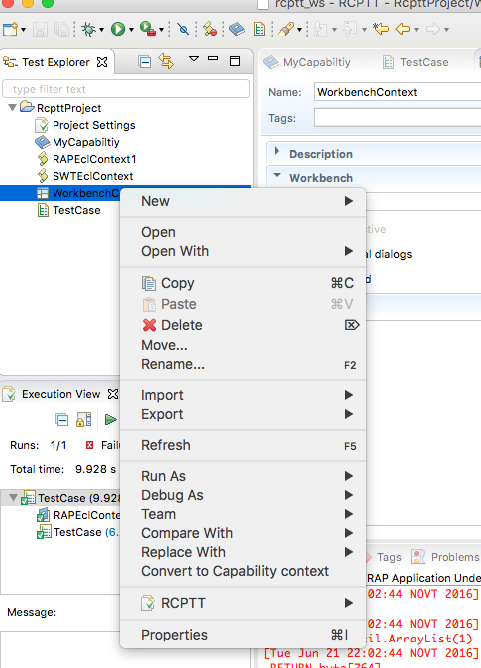 rcptt_ws - RCPTT - RcpttProject/W
Test Explorer
type filter text
RcpttProject
Project Settings
MyCapabiltiy
RAPEclContext1
SWTEclContext
WorkbenchC
TestCase
MyCapabiltiy
TestCase
Name:
WorkbenchContext
Tags:
Description
Workbench
ctive
al dialogs
d
New
Open
Open With
Copy ⌘C
Paste ⌘V
Delete ⌦
Move...
Rename... F2
Import
Export
Refresh F5
Run As
Debug As
Team
Compare With
Replace With
Convert to Capability context
RCPTT
Properties ⌘I
Execution View
Runs: 1/1
Faile
Total time: 9.928 s
TestCase (9.928
RAPEclConte
TestCase (6.
Message:
Tags
Problems
RAP Application Unde
:02:44 NOVT 2016]
:02:44 NOVT 2016]
il.ArrayList(1)
[Tue Jun 21 22:02:44 NOVT 2016]
RETURN byte[764]